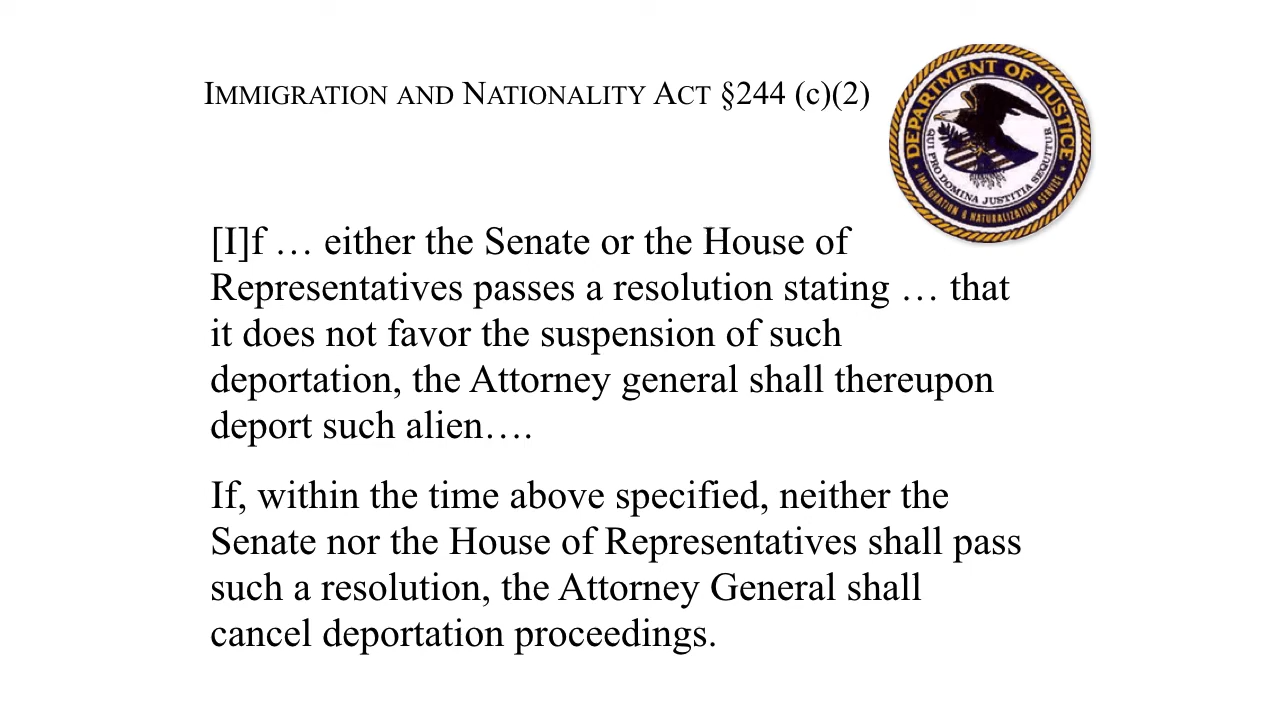 IMMIGRATION AND NATIONALITY ACT §244 (c)(2)
DEPARTMENT OF JUSTICE
QUI PRO DOMINA JUSTITIA SEQUITUR
IMMIGRATION & NATURALIZATION SERVICE
[I]f … either the Senate or the House of
Representatives passes a resolution stating … that
it does not favor the suspension of such
deportation, the Attorney general shall thereupon
deport such alien….
If, within the time above specified, neither the
Senate nor the House of Representatives shall pass
such a resolution, the Attorney General shall
cancel deportation proceedings.